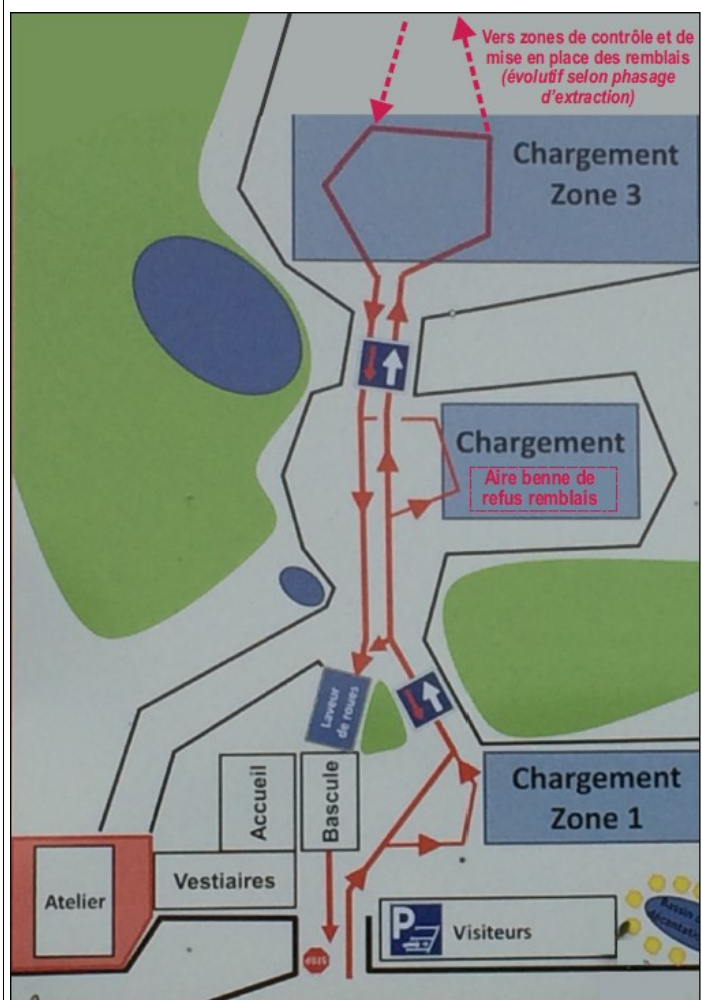 Vers zones de contrôle et de
mise en place des remblais
(évolutif selon phasage
d'extraction)
Chargement
Zone 3
Chargement
Aire benne de
refus remblais
Laveur
de roues
Chargement
Zone 1
Accueil
Bascule
Vestiaires
Atelier
P
Visiteurs
Bassin